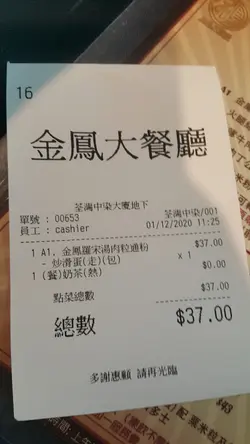 16
金鳳大餐廳
荃灣中染大廈地下
單號 : 00653 荃灣中染/001
員工 : cashier 01/12/2020 11:25
1 A1. 金鳳羅宋湯肉粒通粉 x 1 $37.00
- 炒滑蛋(走)(包)
1 (餐)奶茶(熱) $0.00
點菜總數 $37.00
總數 $37.00
多謝惠顧 請再光臨
$43